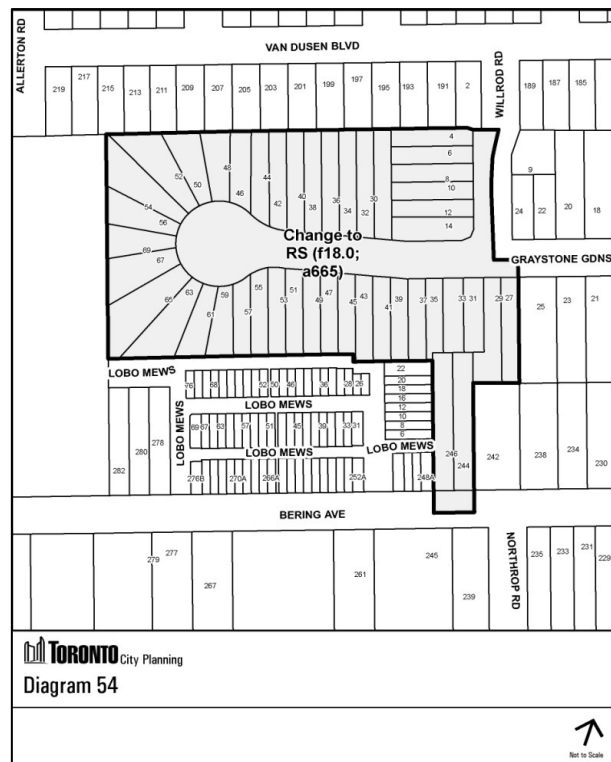 ALLERTON RD
VAN DUSEN BLVD
WILLROD RD
219 217 215 213 211 209 207 205 203 201 199 197 195 193 191 2 189 187 185
4
6
8
10
12
14
9
24 22 20 18
52 50 48 46 44 42 40 38 36 34 32 30
54
56
69
67
65 63 61 59 57 55 53 51 49 47 45 43 41 39 37 35 33 31 29 27
Change to
RS (f18.0;
a665)
GRAYSTONE GDNS
25 23 21
LOBO MEWS
76 68 52 50 46 36 28 26
22
20
18
16
12
10
8
6
LOBO MEWS
LOBO MEWS
69 67 63 57 51 45 39 33 31
LOBO MEWS
LOBO MEWS
282 280 278
276B 270A 266A 252A 248A
246 244 242 238 234 230
BERING AVE
NORTHROP RD
279 277 267 261 245 239 235 233 231 229
TORONTO City Planning
Diagram 54
Not to Scale